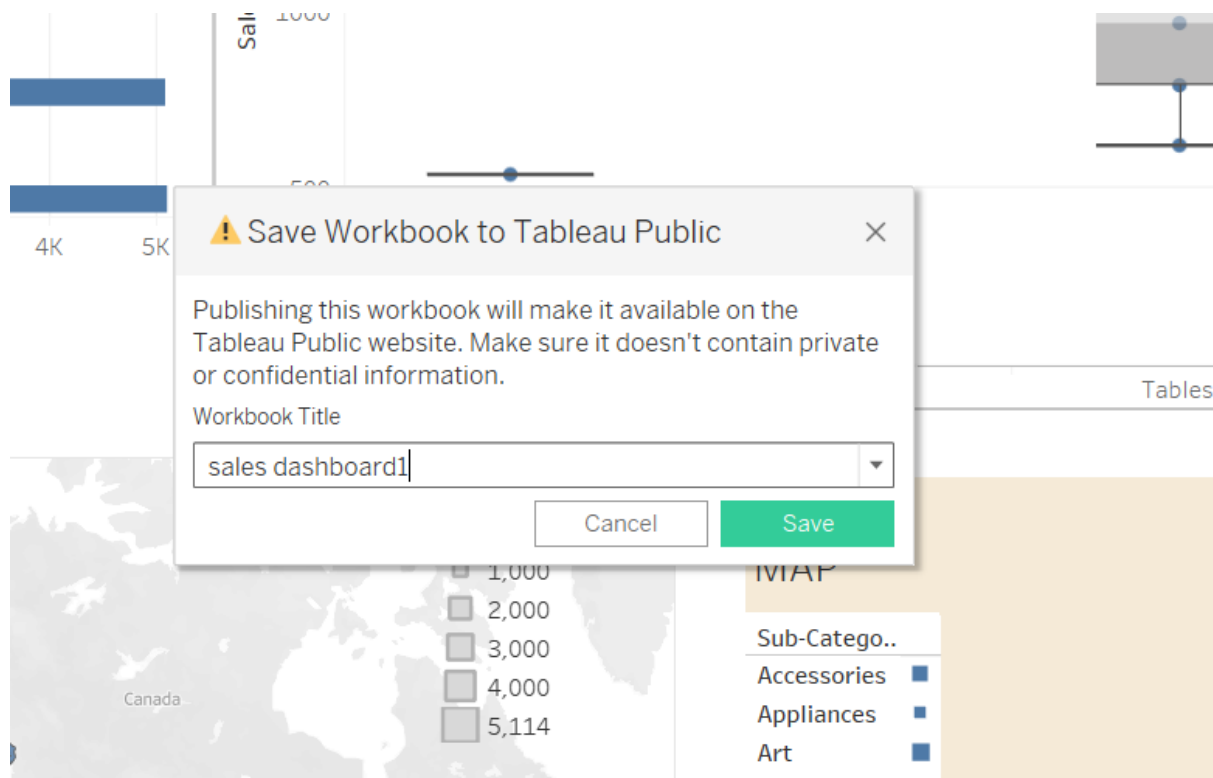 Sale
1000
500
4K
5K
Save Workbook to Tableau Public
Publishing this workbook will make it available on the
Tableau Public website. Make sure it doesn't contain private
or confidential information.
Workbook Title
sales dashboard1
Cancel
Save
Tables
Canada
1,000
2,000
3,000
4,000
5,114
MAP
Sub-Catego..
Accessories
Appliances
Art